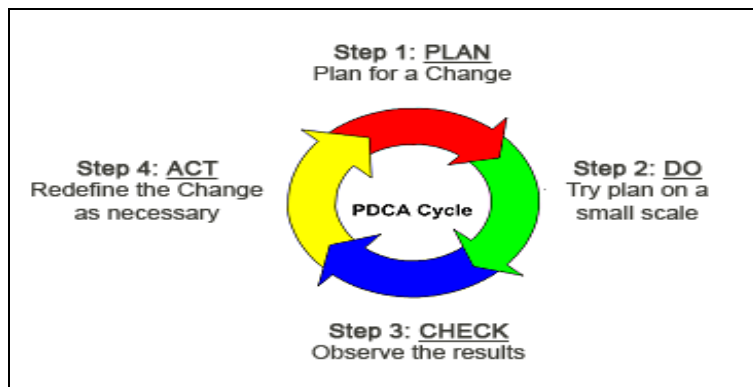 Step 1: PLAN
Plan for a Change
Step 4: ACT
Redefine the Change
as necessary
PDCA Cycle
Step 2: DO
Try plan on a
small scale
Step 3: CHECK
Observe the results